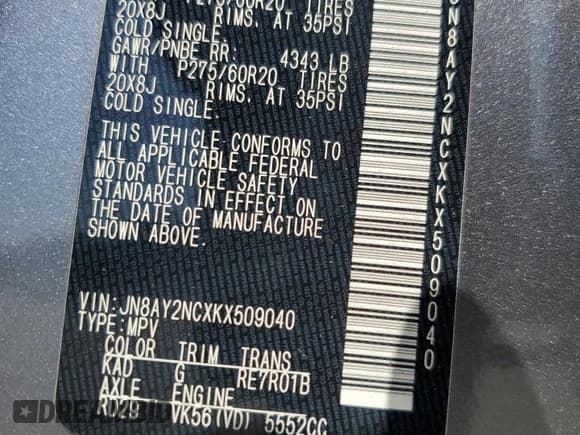 P275/60R20 TIRES
20X8J RIMS, AT 35PSI
COLD SINGLE.
GAWR/PNBE RR: 4343 LB
WITH P275/60R20 TIRES
20X8J RIMS, AT 35PSI
COLD SINGLE.
THIS VEHICLE CONFORMS TO
ALL APPLICABLE FEDERAL
MOTOR VEHICLE SAFETY
STANDARDS IN EFFECT ON
THE DATE OF MANUFACTURE
SHOWN ABOVE.
VIN:JN8AY2NCXKX509040
TYPE:MPV
COLOR TRIM TRANS
KAD G RE7R01B
AXLE ENGINE
VK56(VD) 5552CC
JN8AY2NCXKX509040
DREAMBID